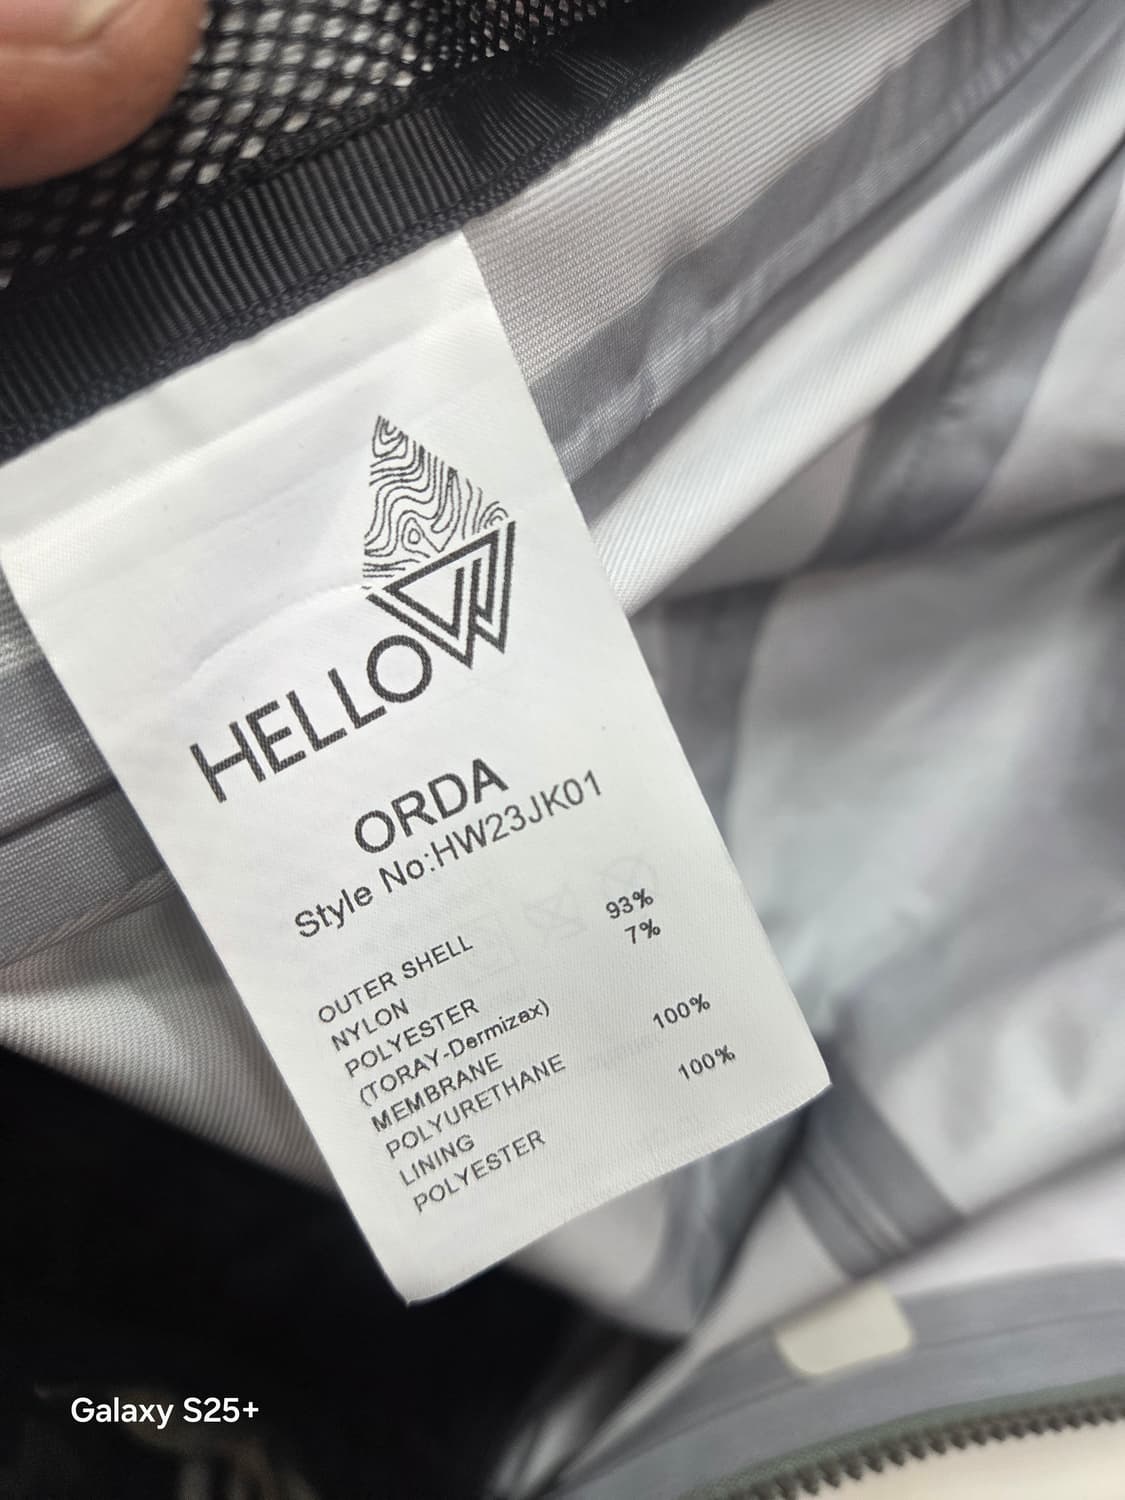 HELLOW
ORDA
Style No:HW23JK01
OUTER SHELL
NYLON 93%
POLYESTER 7%
(TORAY-Dermizax)
MEMBRANE
POLYURETHANE 100%
LINING
POLYESTER 100%
Galaxy S25+